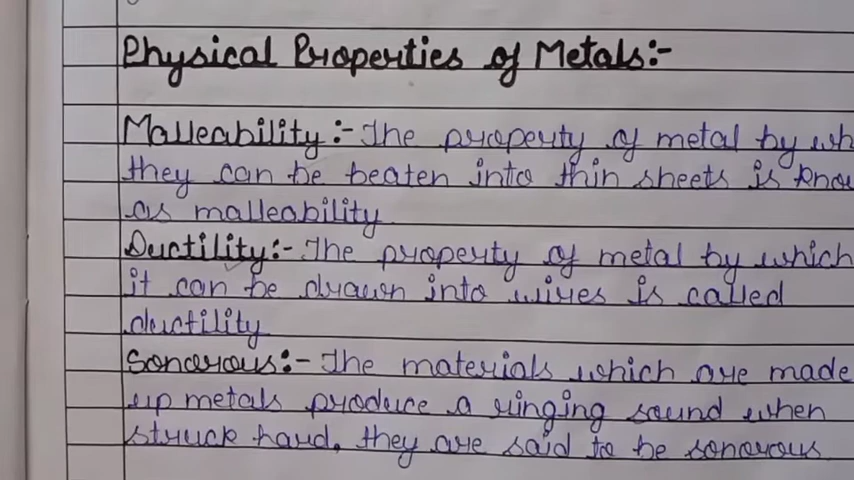 Physical Properties of Metals:-
Malleability:- The property of metal by wh
they can be beaten into thin sheets is know
as malleability
Ductility:- The property of metal by which
it can be drawn into wires is called
ductility
Sonorous:- The materials which are made
up metals produce a ringing sound when
struck hard, they are said to be sonorous